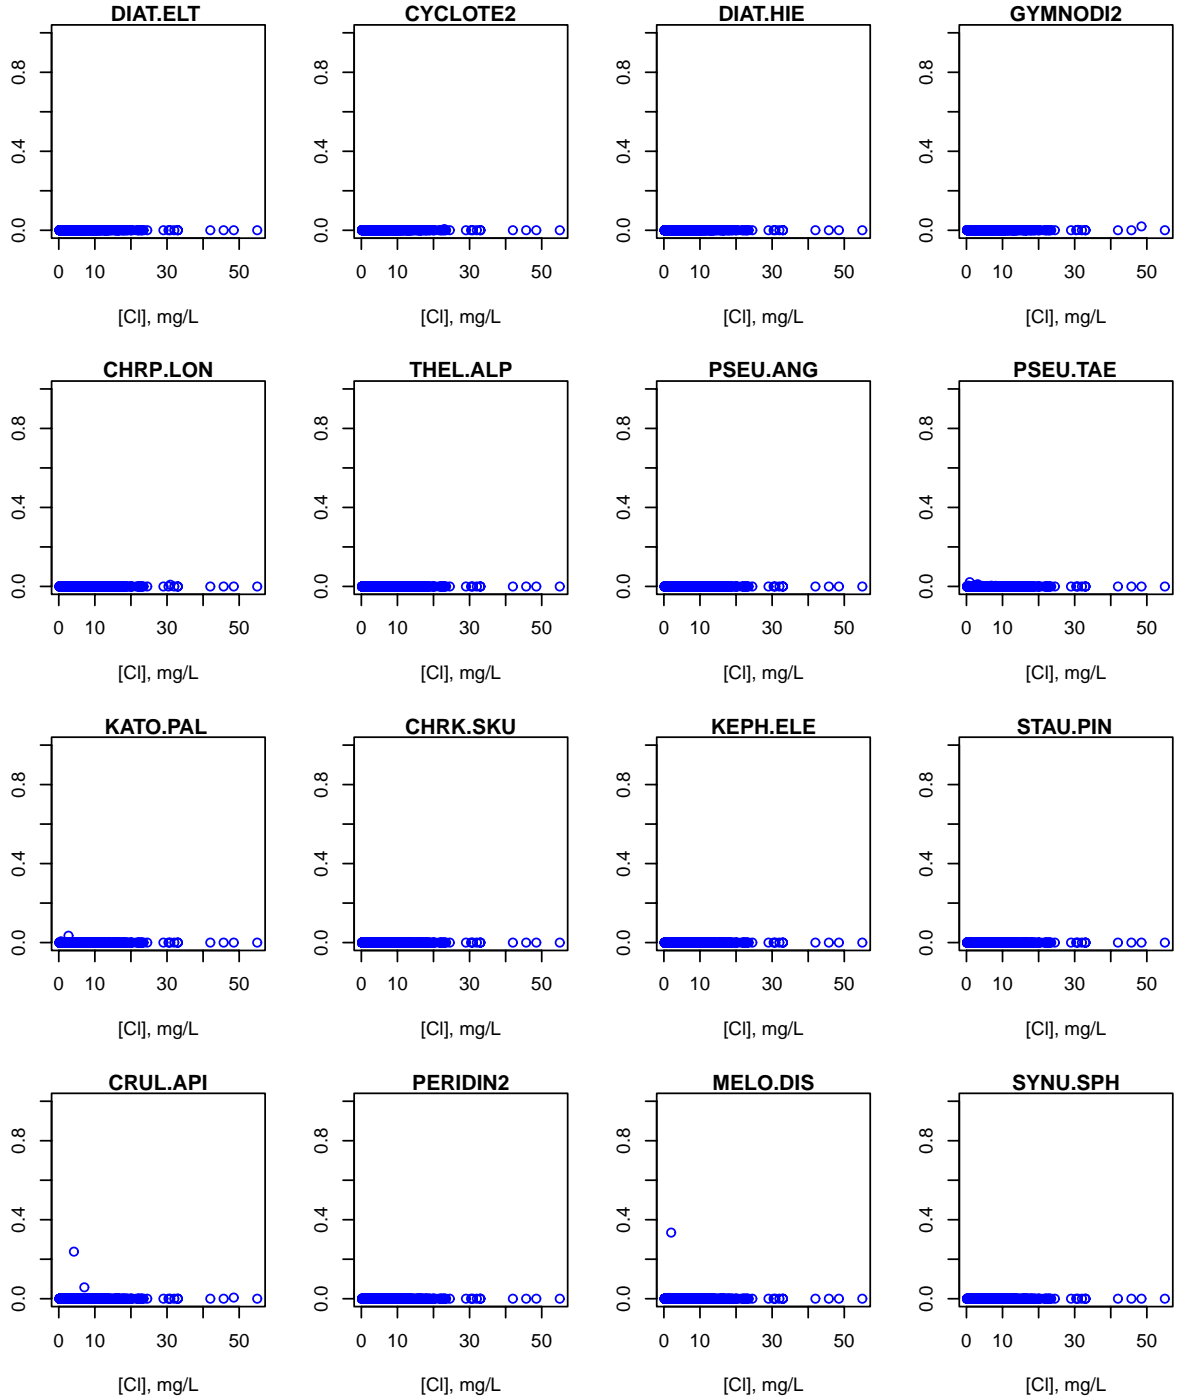 DIAT.ELT CYCLOTE2 DIAT.HIE GYMNODI2
0.8 0.8 0.8 0.8
0.4 0.4 0.4 0.4
0.0 0.0 0.0 0.0
0 10 30 50 0 10 30 50 0 10 30 50 0 10 30 50
[Cl], mg/L [Cl], mg/L [Cl], mg/L [Cl], mg/L
CHRP.LON THEL.ALP PSEU.ANG PSEU.TAE
0.8 0.8 0.8 0.8
0.4 0.4 0.4 0.4
0.0 0.0 0.0 0.0
0 10 30 50 0 10 30 50 0 10 30 50 0 10 30 50
[Cl], mg/L [Cl], mg/L [Cl], mg/L [Cl], mg/L
KATO.PAL CHRK.SKU KEPH.ELE STAU.PIN
0.8 0.8 0.8 0.8
0.4 0.4 0.4 0.4
0.0 0.0 0.0 0.0
0 10 30 50 0 10 30 50 0 10 30 50 0 10 30 50
[Cl], mg/L [Cl], mg/L [Cl], mg/L [Cl], mg/L
CRUL.API PERIDIN2 MELO.DIS SYNU.SPH
0.8 0.8 0.8 0.8
0.4 0.4 0.4 0.4
0.0 0.0 0.0 0.0
0 10 30 50 0 10 30 50 0 10 30 50 0 10 30 50
[Cl], mg/L [Cl], mg/L [Cl], mg/L [Cl], mg/L